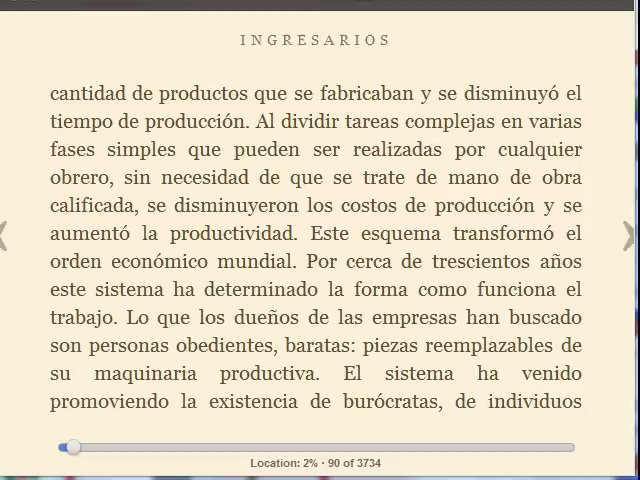 INGRESARIOS
cantidad de productos que se fabricaban y se disminuyó el
tiempo de producción. Al dividir tareas complejas en varias
fases simples que pueden ser realizadas por cualquier
obrero, sin necesidad de que se trate de mano de obra
calificada, se disminuyeron los costos de producción y se
aumentó la productividad. Este esquema transformó el
orden económico mundial. Por cerca de trescientos años
este sistema ha determinado la forma como funciona el
trabajo. Lo que los dueños de las empresas han buscado
son personas obedientes, baratas: piezas reemplazables de
su maquinaria productiva. El sistema ha venido
promoviendo la existencia de burócratas, de individuos
Location: 2% · 90 of 3734